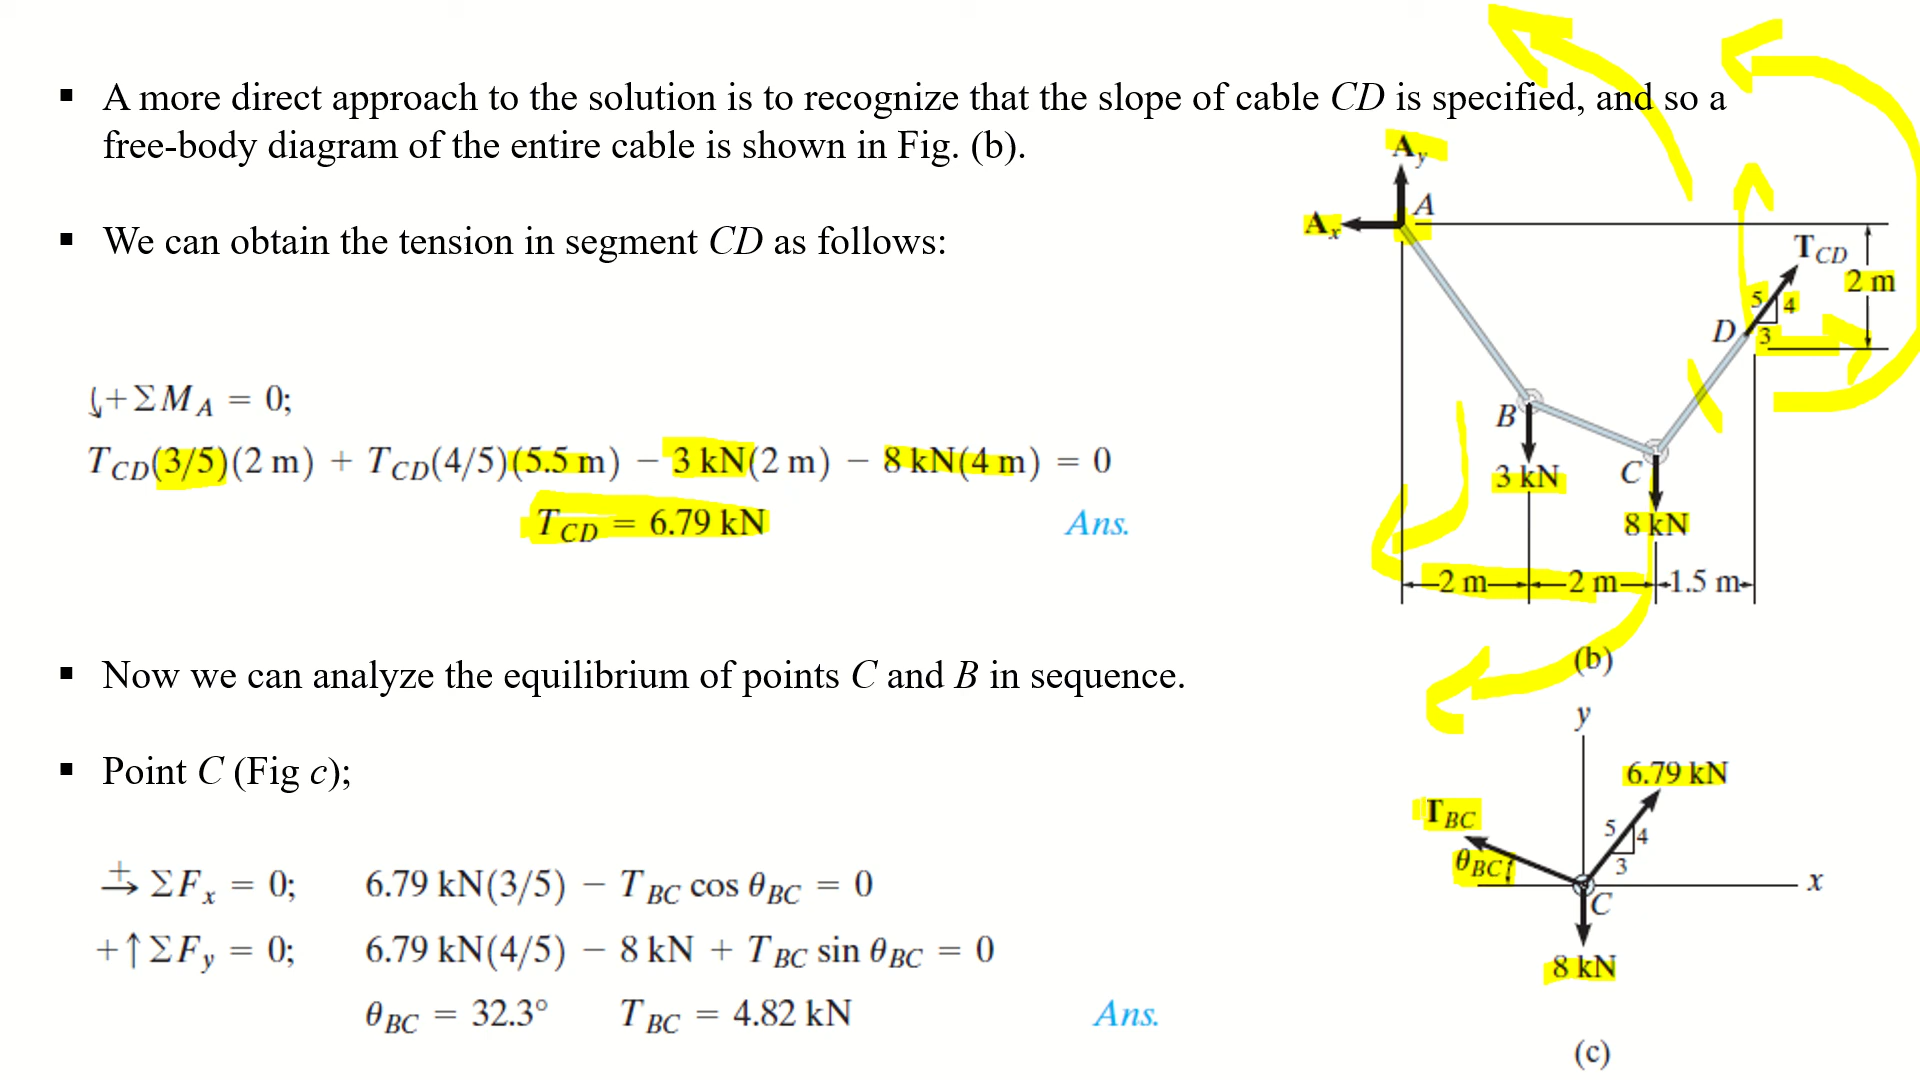 ▪ A more direct approach to the solution is to recognize that the slope of cable CD is specified, and so a
free-body diagram of the entire cable is shown in Fig. (b).
▪ We can obtain the tension in segment CD as follows:
⤹+ΣM_A = 0;
T_CD(3/5)(2 m) + T_CD(4/5)(5.5 m) − 3 kN(2 m) − 8 kN(4 m) = 0
T_CD = 6.79 kN Ans.
▪ Now we can analyze the equilibrium of points C and B in sequence.
▪ Point C (Fig c);
+→ ΣF_x = 0; 6.79 kN(3/5) − T_BC cos θ_BC = 0
+↑ΣF_y = 0; 6.79 kN(4/5) − 8 kN + T_BC sin θ_BC = 0
θ_BC = 32.3° T_BC = 4.82 kN Ans.
A_y
A_x
A
T_CD
2 m
5
4
3
D
B
3 kN
C
8 kN
2 m 2 m 1.5 m
(b)
y
6.79 kN
T_BC
5
4
3
θ_BC
x
C
8 kN
(c)